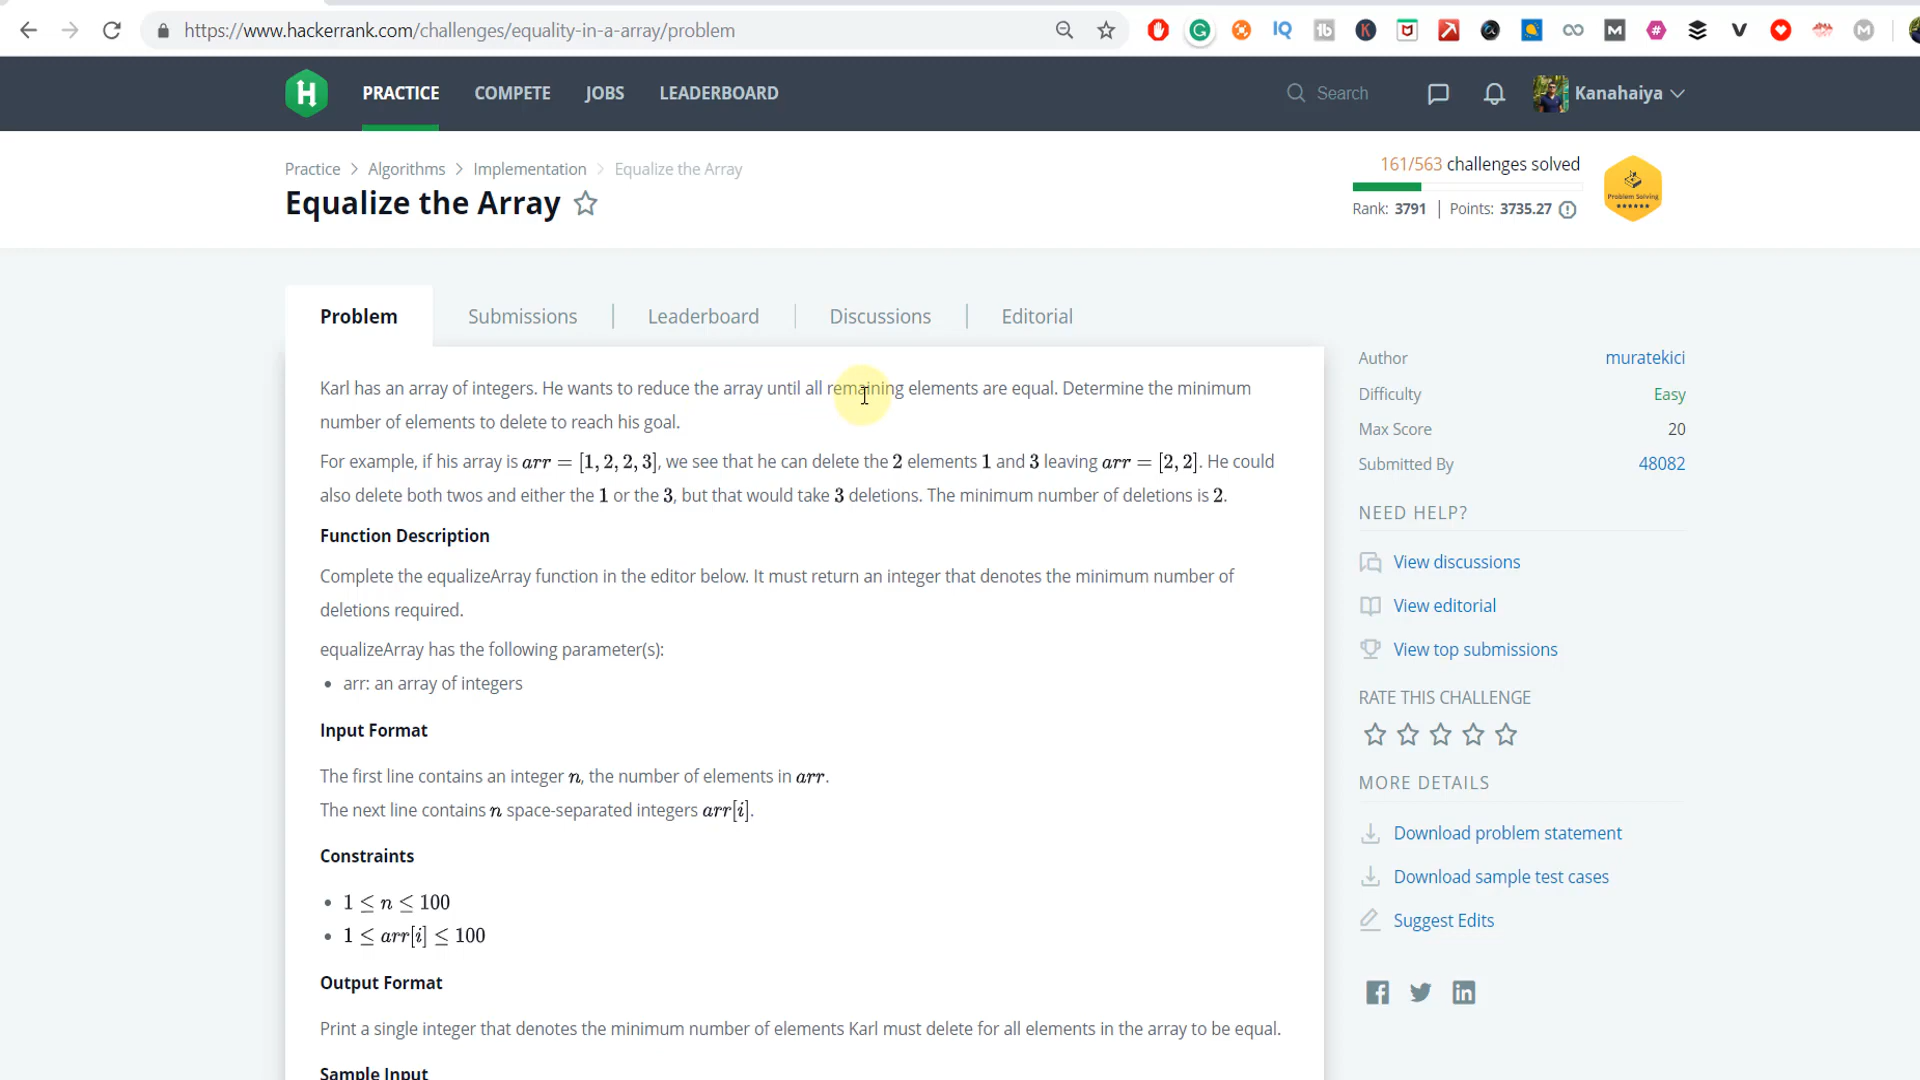 https://www.hackerrank.com/challenges/equality-in-a-array/problem
PRACTICE COMPETE JOBS LEADERBOARD Search Kanahaiya
Practice > Algorithms > Implementation > Equalize the Array
Equalize the Array
161/563 challenges solved
Rank: 3791 | Points: 3735.27
Problem Solving
Problem Submissions | Leaderboard | Discussions | Editorial
Karl has an array of integers. He wants to reduce the array until all remaining elements are equal. Determine the minimum
number of elements to delete to reach his goal.
For example, if his array is arr = [1, 2, 2, 3], we see that he can delete the 2 elements 1 and 3 leaving arr = [2, 2]. He could
also delete both twos and either the 1 or the 3, but that would take 3 deletions. The minimum number of deletions is 2.
Function Description
Complete the equalizeArray function in the editor below. It must return an integer that denotes the minimum number of
deletions required.
equalizeArray has the following parameter(s):
• arr: an array of integers
Input Format
The first line contains an integer n, the number of elements in arr.
The next line contains n space-separated integers arr[i].
Constraints
• 1 ≤ n ≤ 100
• 1 ≤ arr[i] ≤ 100
Output Format
Print a single integer that denotes the minimum number of elements Karl must delete for all elements in the array to be equal.
Sample Input
Author muratekici
Difficulty Easy
Max Score 20
Submitted By 48082
NEED HELP?
View discussions
View editorial
View top submissions
RATE THIS CHALLENGE
MORE DETAILS
Download problem statement
Download sample test cases
Suggest Edits